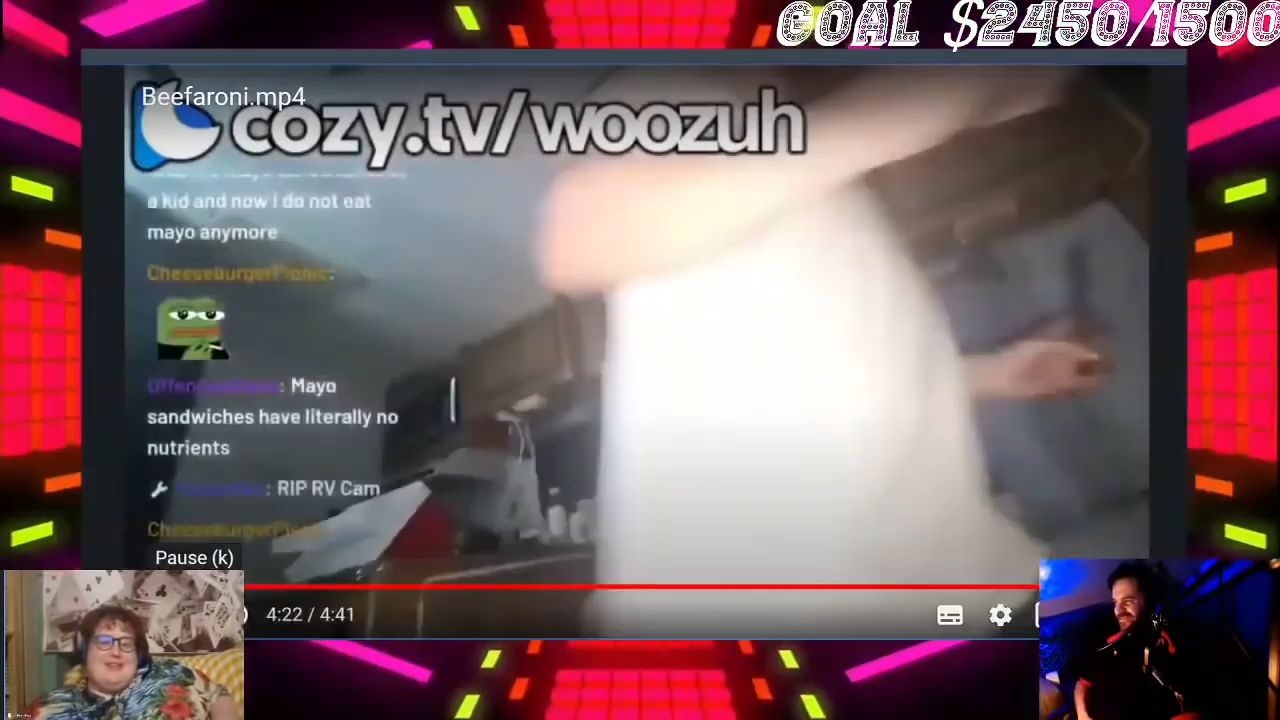 GOAL $2450/1500
Beefaroni.mp4
cozy.tv/woozuh
a kid and now I do not eat
mayo anymore
CheeseburgerPicnic:
: Mayo
sandwiches have literally no
nutrients
: RIP RV Cam
Pause (k)
4:22 / 4:41